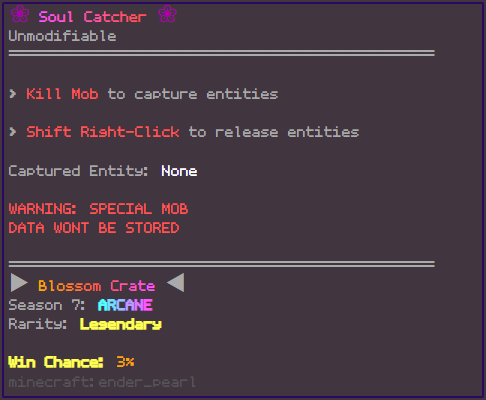 ❀ Soul Catcher ❀
Unmodifiable
> Kill Mob to capture entities
> Shift Right-Click to release entities
Captured Entity: None
WARNING: SPECIAL MOB
DATA WONT BE STORED
▶ Blossom Crate ◀
Season 7: ARCANE
Rarity: Legendary
Win Chance: 3%
minecraft:ender_pearl